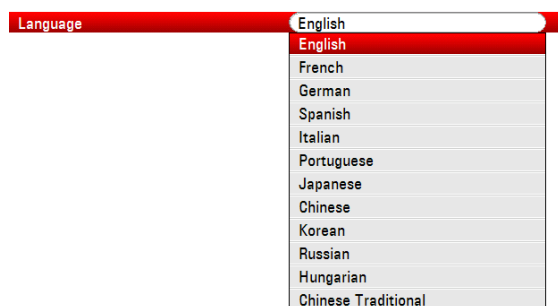 Language English
English
French
German
Spanish
Italian
Portuguese
Japanese
Chinese
Korean
Russian
Hungarian
Chinese Traditional